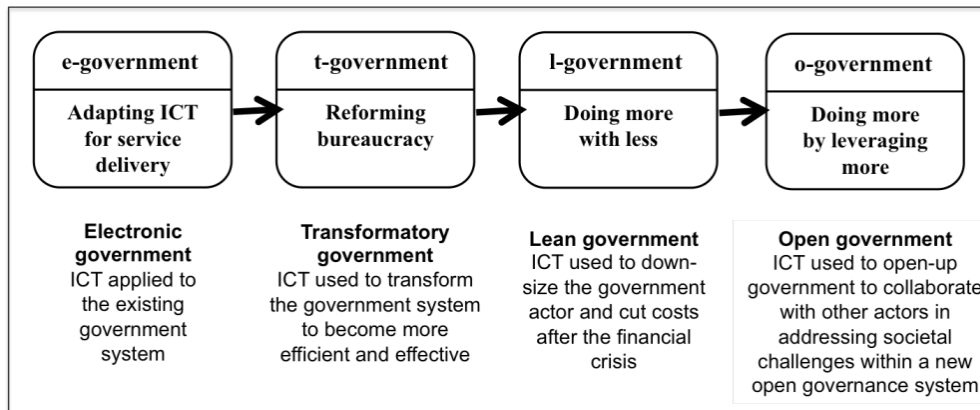 e-government
Adapting ICT
for service
delivery
t-government
Reforming
bureaucracy
l-government
Doing more
with less
o-government
Doing more
by leveraging
more
Electronic
government
ICT applied to
the existing
government
system
Transformatory
government
ICT used to transform
the government system
to become more
efficient and effective
Lean government
ICT used to down-
size the government
actor and cut costs
after the financial
crisis
Open government
ICT used to open-up
government to collaborate
with other actors in
addressing societal
challenges within a new
open governance system